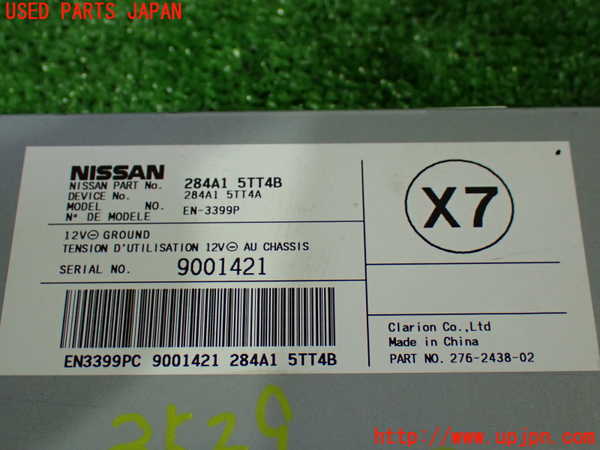 USED PARTS JAPAN
NISSAN
NISSAN PART No. 284A1 5TT4B
DEVICE No. 284A1 5TT4A
MODEL NO. EN-3399P
N° DE MODELE
12V⊖ GROUND
TENSION D'UTILISATION 12V⊖ AU CHASSIS
SERIAL NO. 9001421
EN3399PC 9001421 284A1 5TT4B
X7
Clarion Co.,Ltd
Made in China
PART NO. 276-2438-02
2529
http://www.upjpn.com/